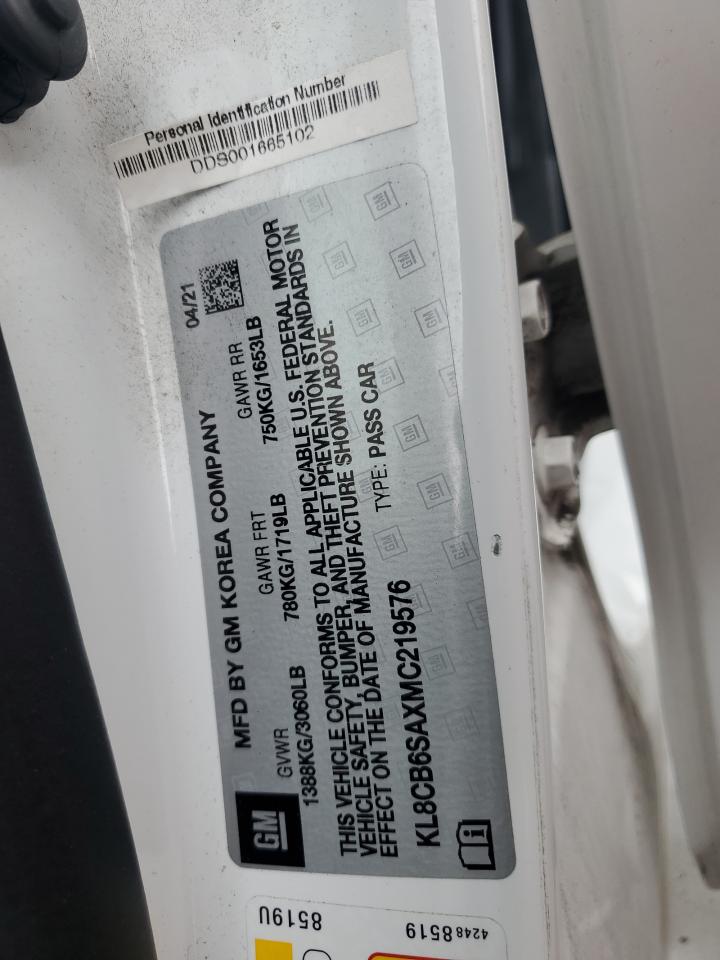 Personal Identification Number
DDS001665102
04/21
MFD BY GM KOREA COMPANY
GVWR GAWR FRT GAWR RR
1388KG/3060LB 780KG/1719LB 750KG/1653LB
THIS VEHICLE CONFORMS TO ALL APPLICABLE U.S. FEDERAL MOTOR
VEHICLE SAFETY, BUMPER, AND THEFT PREVENTION STANDARDS IN
EFFECT ON THE DATE OF MANUFACTURE SHOWN ABOVE.
TYPE: PASS CAR
KL8CB6SAXMC219576
GM
8519U
42488519